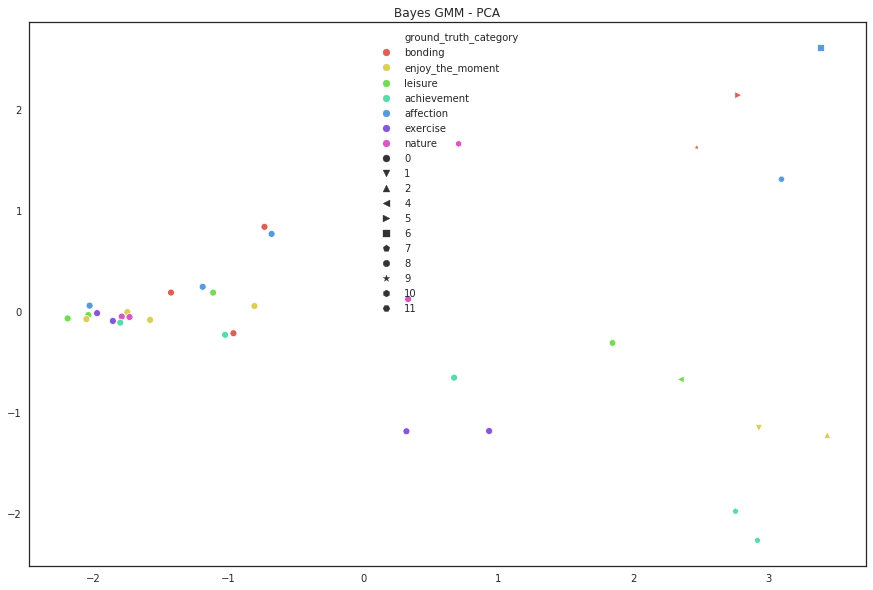 Bayes GMM - PCA
ground_truth_category
bonding
enjoy_the_moment
leisure
achievement
affection
exercise
nature
0
1
2
4
5
6
7
8
9
10
11
2
1
0
−1
−2
−2 −1 0 1 2 3